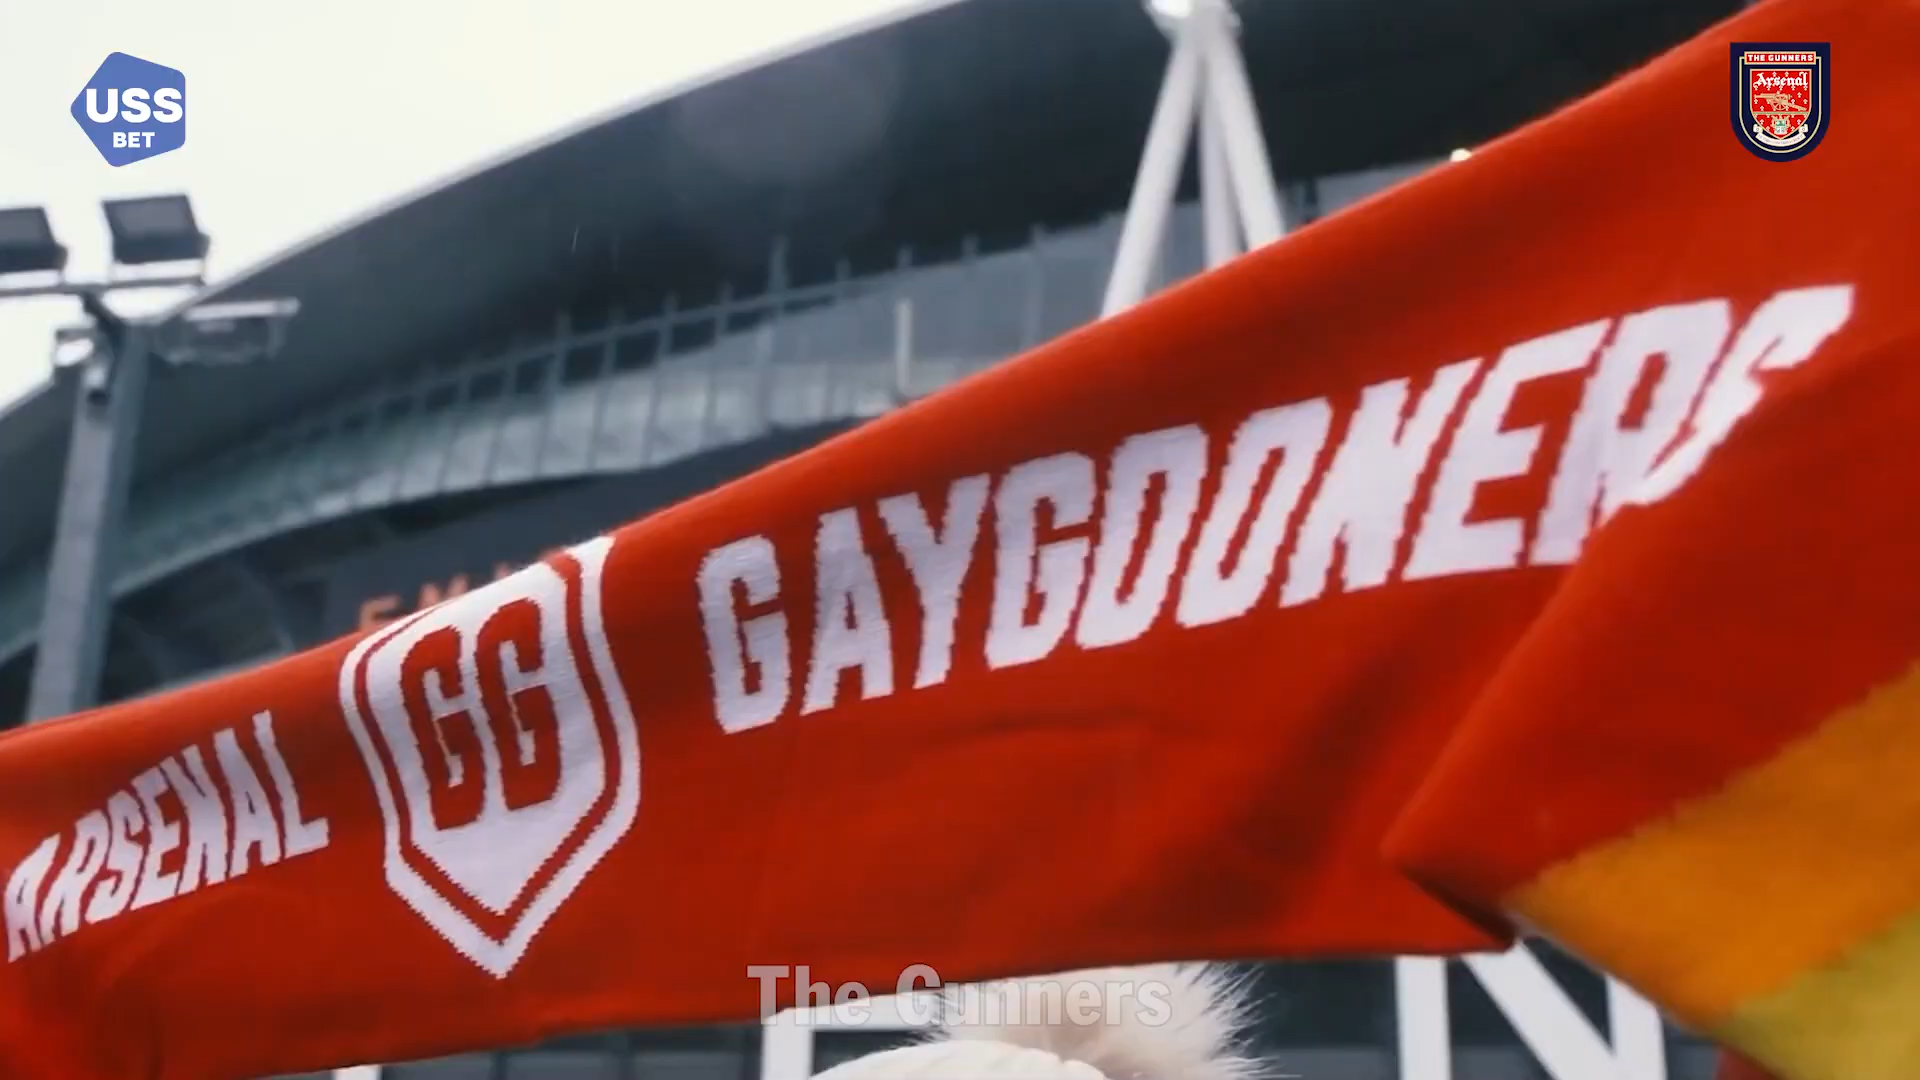 USS
BET
THE GUNNERS
Arsenal
ARSENAL
GG
GAYGOONERS
The Gunners